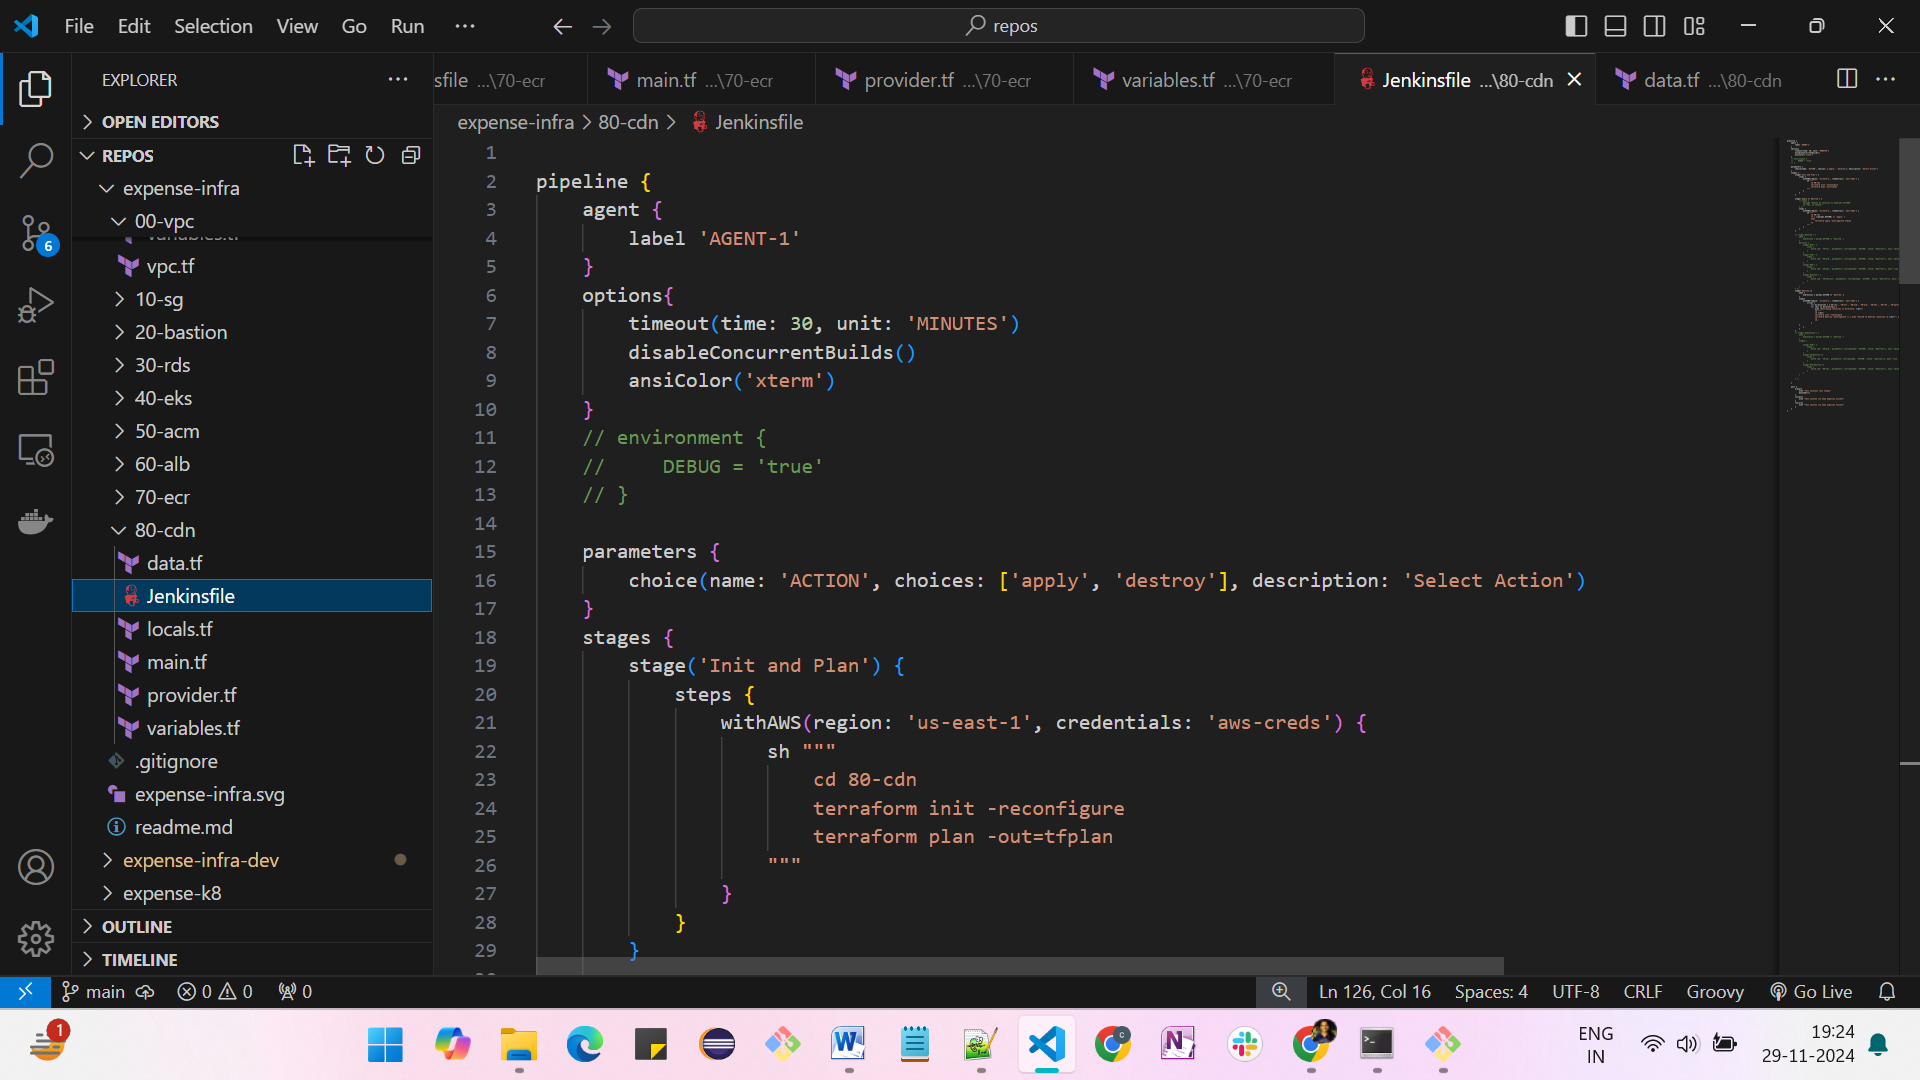 File Edit Selection View Go Run ··· repos
EXPLORER
sfile ...\70-ecr main.tf ...\70-ecr provider.tf ...\70-ecr variables.tf ...\70-ecr Jenkinsfile ...\80-cdn data.tf ...\80-cdn
expense-infra > 80-cdn > Jenkinsfile
OPEN EDITORS
REPOS
expense-infra
00-vpc
variables.tf
vpc.tf
10-sg
20-bastion
30-rds
40-eks
50-acm
60-alb
70-ecr
80-cdn
data.tf
Jenkinsfile
locals.tf
main.tf
provider.tf
variables.tf
.gitignore
expense-infra.svg
readme.md
expense-infra-dev
expense-k8
OUTLINE
TIMELINE
6
1
2 pipeline {
3     agent {
4         label 'AGENT-1'
5     }
6     options{
7         timeout(time: 30, unit: 'MINUTES')
8         disableConcurrentBuilds()
9         ansiColor('xterm')
10     }
11     // environment {
12     //     DEBUG = 'true'
13     // }
14
15     parameters {
16         choice(name: 'ACTION', choices: ['apply', 'destroy'], description: 'Select Action')
17     }
18     stages {
19         stage('Init and Plan') {
20             steps {
21                 withAWS(region: 'us-east-1', credentials: 'aws-creds') {
22                     sh """
23                         cd 80-cdn
24                         terraform init -reconfigure
25                         terraform plan -out=tfplan
26                     """
27                 }
28             }
29         }
main 0 0 0 Ln 126, Col 16 Spaces: 4 UTF-8 CRLF Groovy Go Live
1
ENG
IN
19:24
29-11-2024